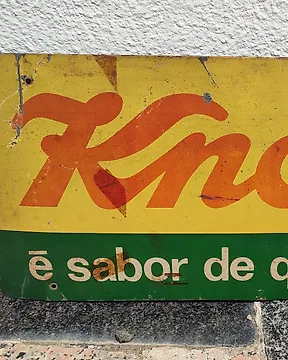 Kno
ē sabor de q